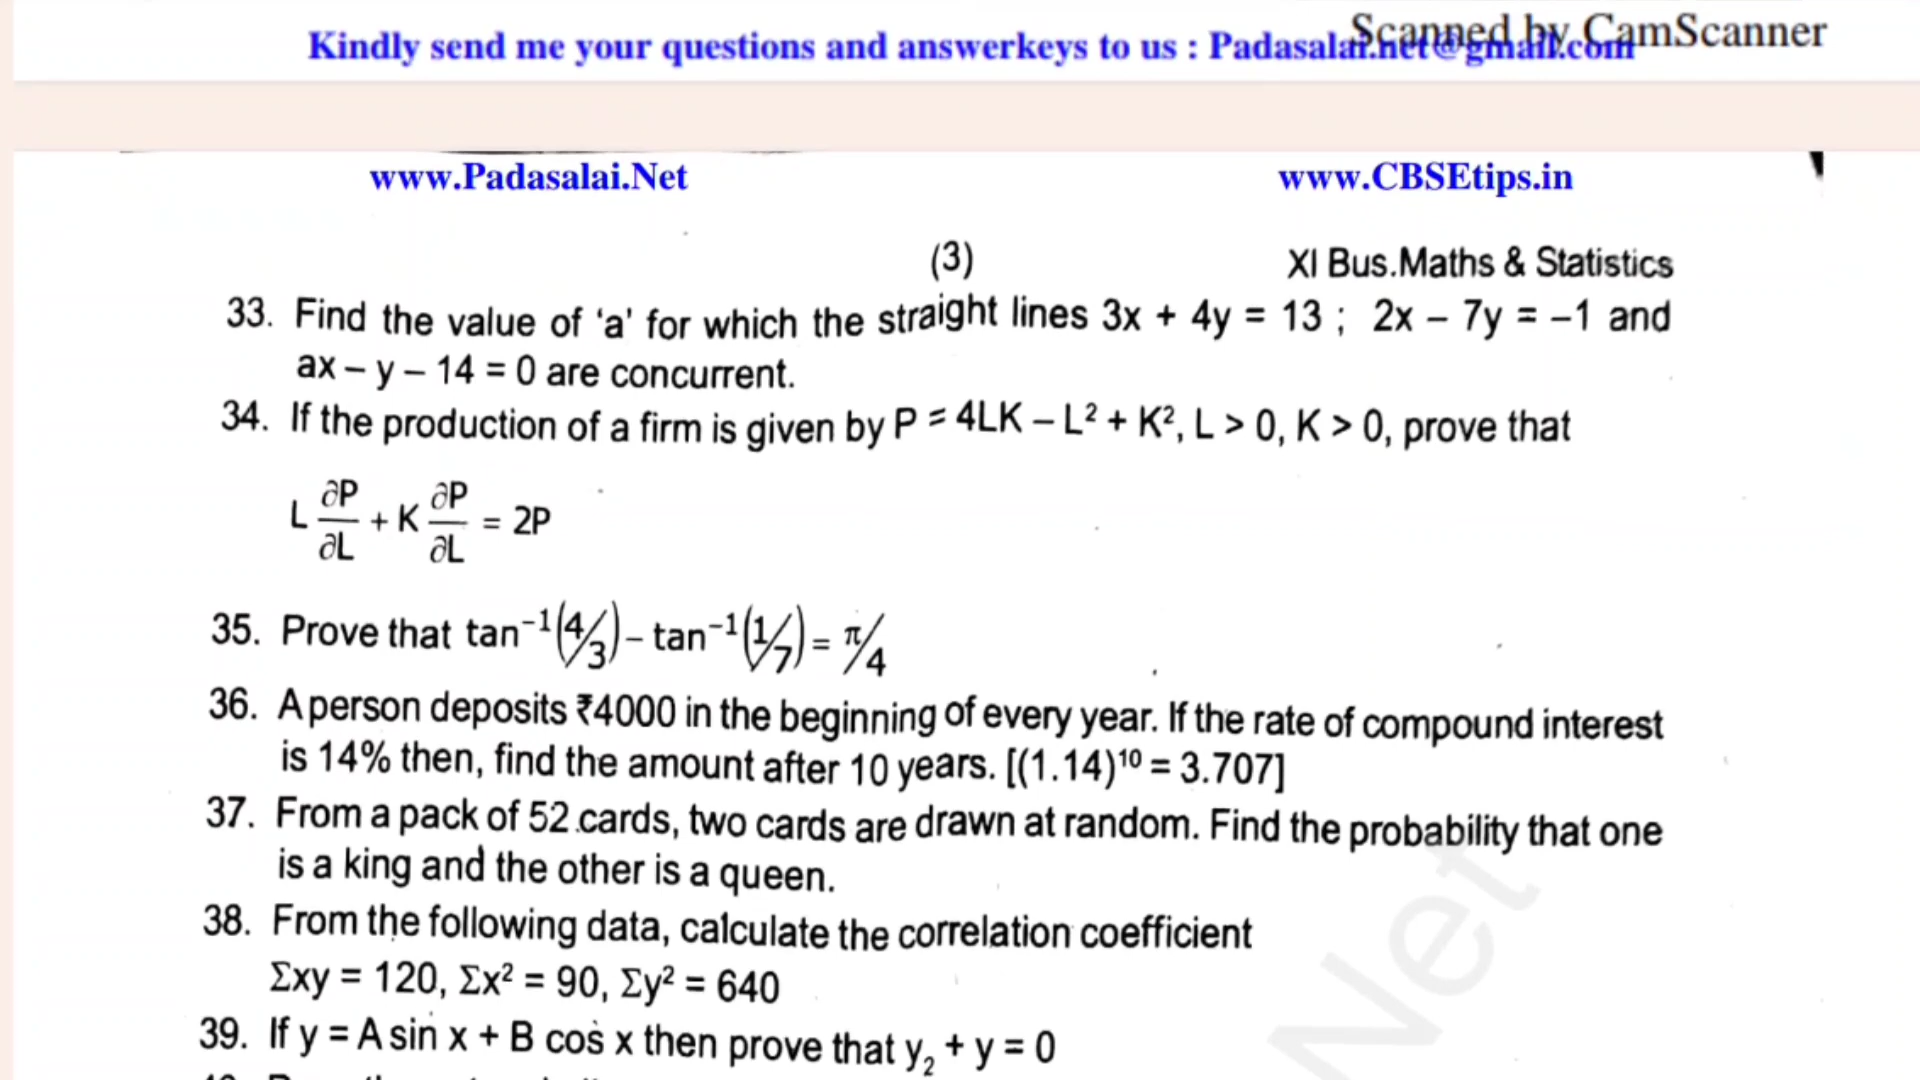 Scanned by CamScanner
Kindly send me your questions and answerkeys to us : Padasalai.net@gmail.com
www.Padasalai.Net www.CBSEtips.in
(3) XI Bus.Maths & Statistics
33. Find the value of 'a' for which the straight lines 3x + 4y = 13 ; 2x – 7y = –1 and
ax – y – 14 = 0 are concurrent.
34. If the production of a firm is given by P = 4LK – L² + K², L > 0, K > 0, prove that
L ∂P/∂L + K ∂P/∂L = 2P
35. Prove that tan⁻¹(4/3) – tan⁻¹(1/7) = π/4
36. A person deposits ₹4000 in the beginning of every year. If the rate of compound interest
is 14% then, find the amount after 10 years. [(1.14)¹⁰ = 3.707]
37. From a pack of 52 cards, two cards are drawn at random. Find the probability that one
is a king and the other is a queen.
38. From the following data, calculate the correlation coefficient
Σxy = 120, Σx² = 90, Σy² = 640
39. If y = A sin x + B cos x then prove that y₂ + y = 0
Net